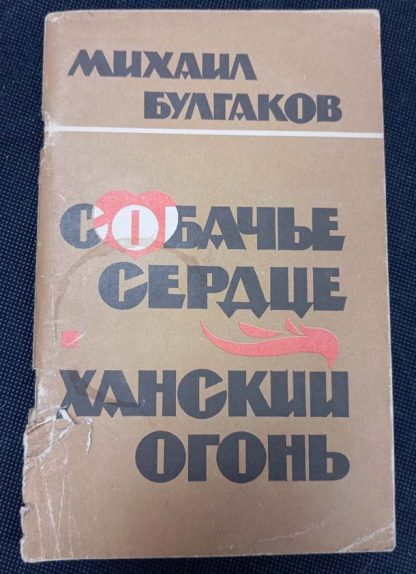 МИХАИЛ
БУЛГАКОВ
СОБАЧЬЕ
СЕРДЦЕ
ХАНСКИЙ
ОГОНЬ